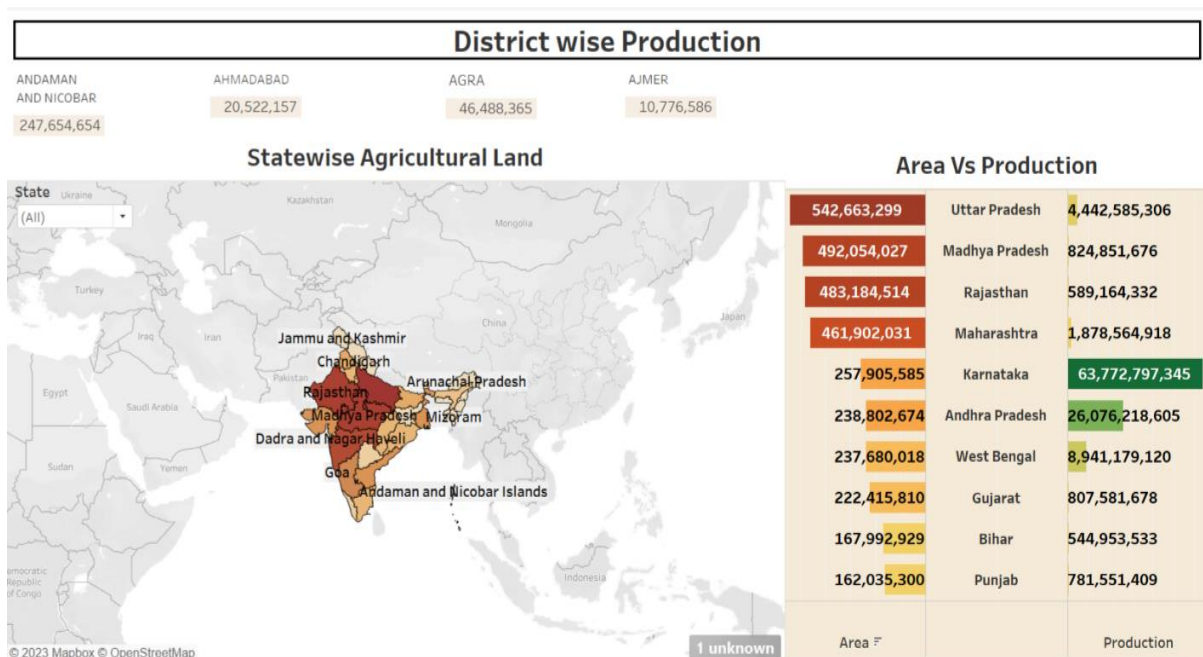 District wise Production
ANDAMAN
AND NICOBAR
247,654,654
AHMADABAD
20,522,157
AGRA
46,488,365
AJMER
10,776,586
Statewise Agricultural Land
State
(All)
Ukraine
Kazakhstan
Mongolia
Turkey
Iraq
Iran
China
Japan
Egypt
Saudi Arabia
Pakistan
Sudan
Yemen
Indonesia
emocratic
Republic
of Congo
Jammu and Kashmir
Chandigarh
Arunachal Pradesh
Rajasthan
Madhya Pradesh
Mizoram
Dadra and Nagar Haveli
Goa
Andaman and Nicobar Islands
1 unknown
© 2023 Mapbox © OpenStreetMap
Area Vs Production
542,663,299 Uttar Pradesh 4,442,585,306
492,054,027 Madhya Pradesh 824,851,676
483,184,514 Rajasthan 589,164,332
461,902,031 Maharashtra 1,878,564,918
257,905,585 Karnataka 63,772,797,345
238,802,674 Andhra Pradesh 26,076,218,605
237,680,018 West Bengal 8,941,179,120
222,415,810 Gujarat 807,581,678
167,992,929 Bihar 544,953,533
162,035,300 Punjab 781,551,409
Area Production